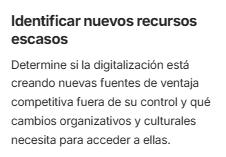 Identificar nuevos recursos
escasos
Determine si la digitalización está
creando nuevas fuentes de ventaja
competitiva fuera de su control y qué
cambios organizativos y culturales
necesita para acceder a ellas.